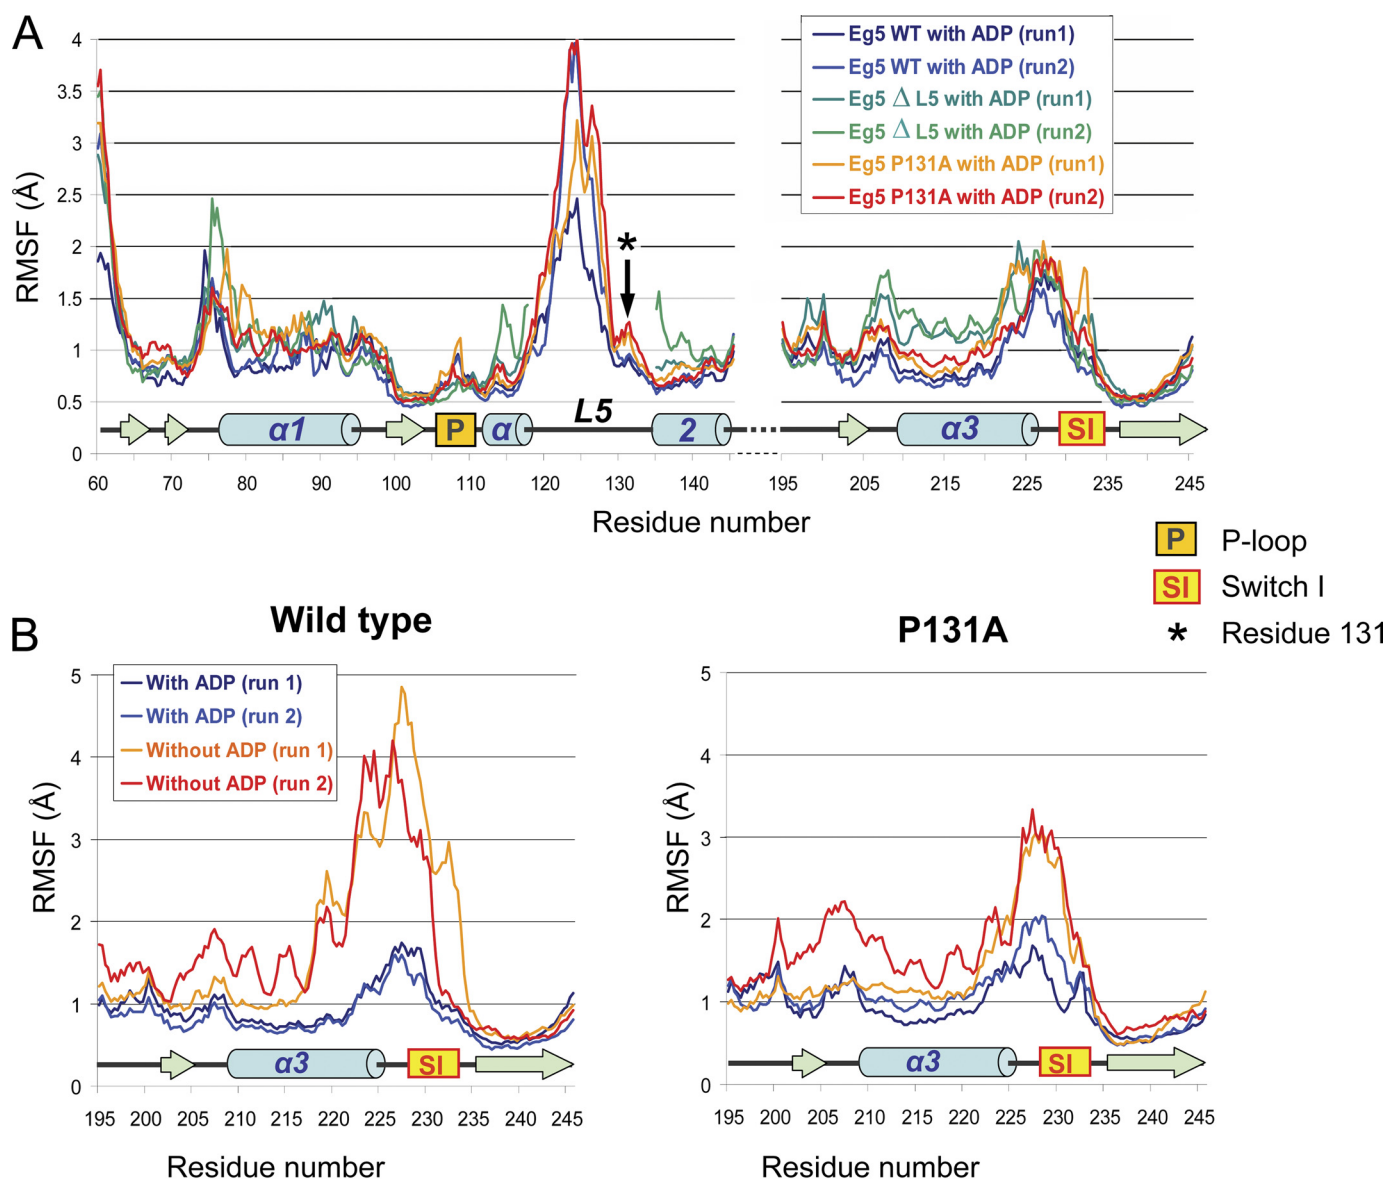 A
Eg5 WT with ADP (run1)
Eg5 WT with ADP (run2)
Eg5 Δ L5 with ADP (run1)
Eg5 Δ L5 with ADP (run2)
Eg5 P131A with ADP (run1)
Eg5 P131A with ADP (run2)
RMSF (Å)
4
3.5
3
2.5
2
1.5
1
0.5
0
*
α1
P
α
L5
2
α3
SI
60 70 80 90 100 110 120 130 140 195 205 215 225 235 245
Residue number
P P-loop
SI Switch I
* Residue 131
B
Wild type
With ADP (run 1)
With ADP (run 2)
Without ADP (run 1)
Without ADP (run 2)
RMSF (Å)
5
4
3
2
1
0
α3
SI
195 200 205 210 215 220 225 230 235 240 245
Residue number
P131A
RMSF (Å)
5
4
3
2
1
0
α3
SI
195 200 205 210 215 220 225 230 235 240 245
Residue number